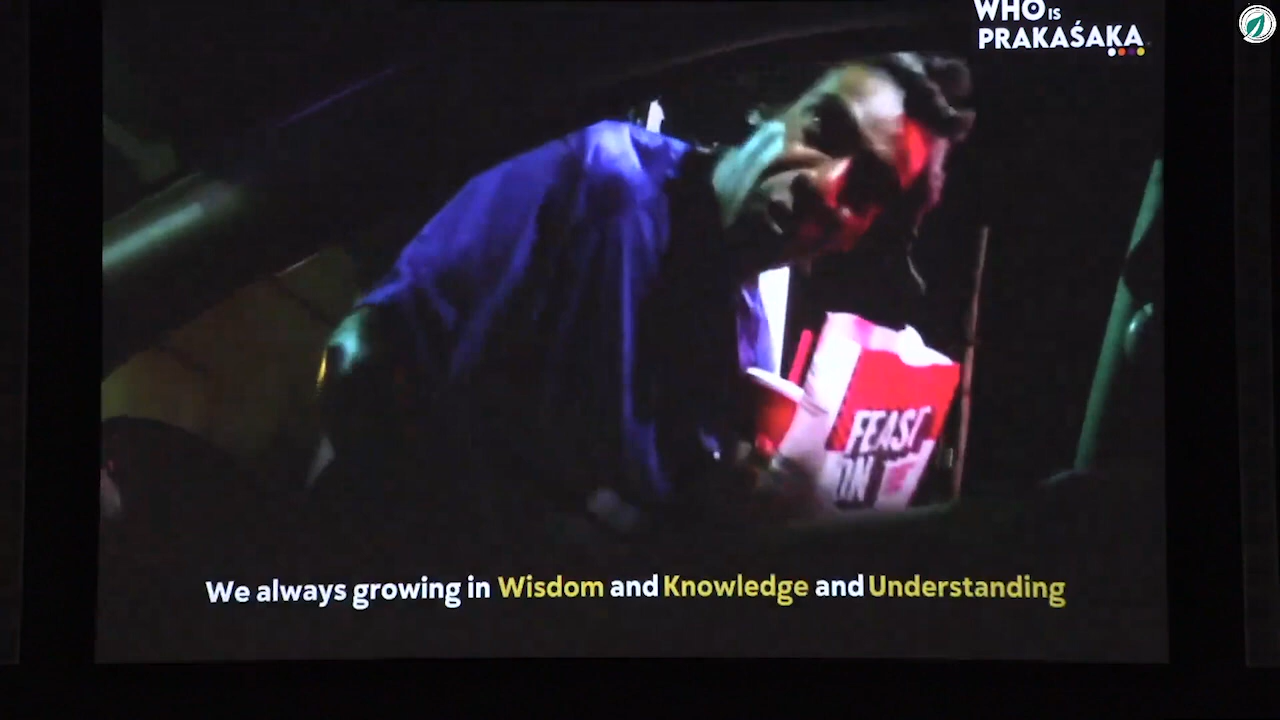 WHO IS
PRAKAŚAKA
FEAST
ON
We always growing in Wisdom and Knowledge and Understanding